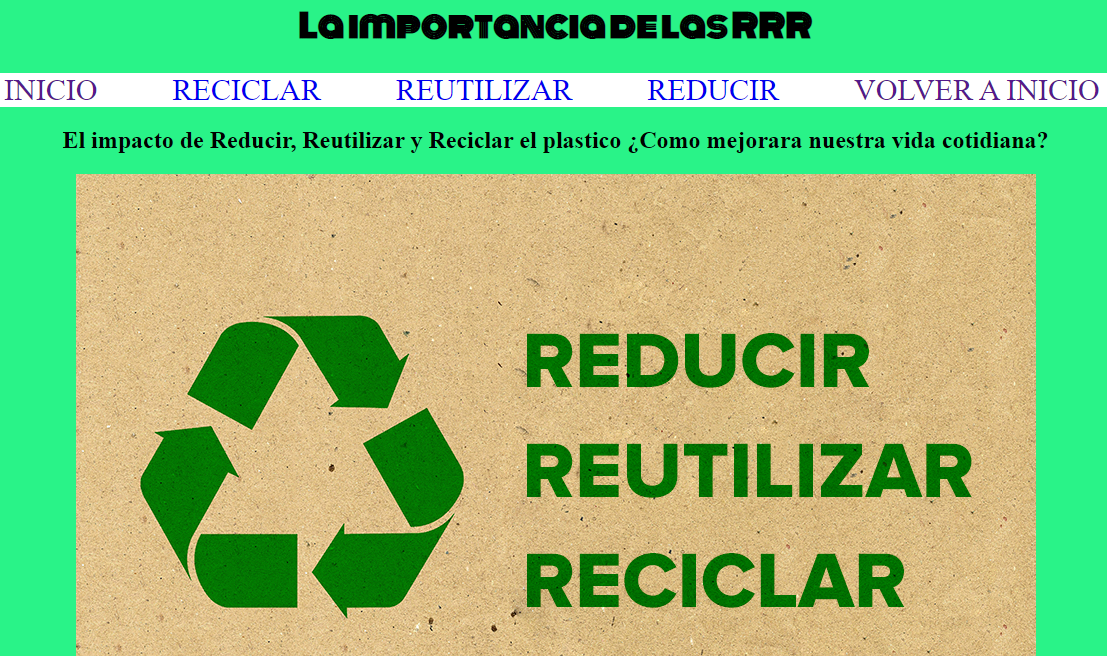 La importancia de las RRR
INICIO RECICLAR REUTILIZAR REDUCIR VOLVER A INICIO
El impacto de Reducir, Reutilizar y Reciclar el plastico ¿Como mejorara nuestra vida cotidiana?
REDUCIR
REUTILIZAR
RECICLAR